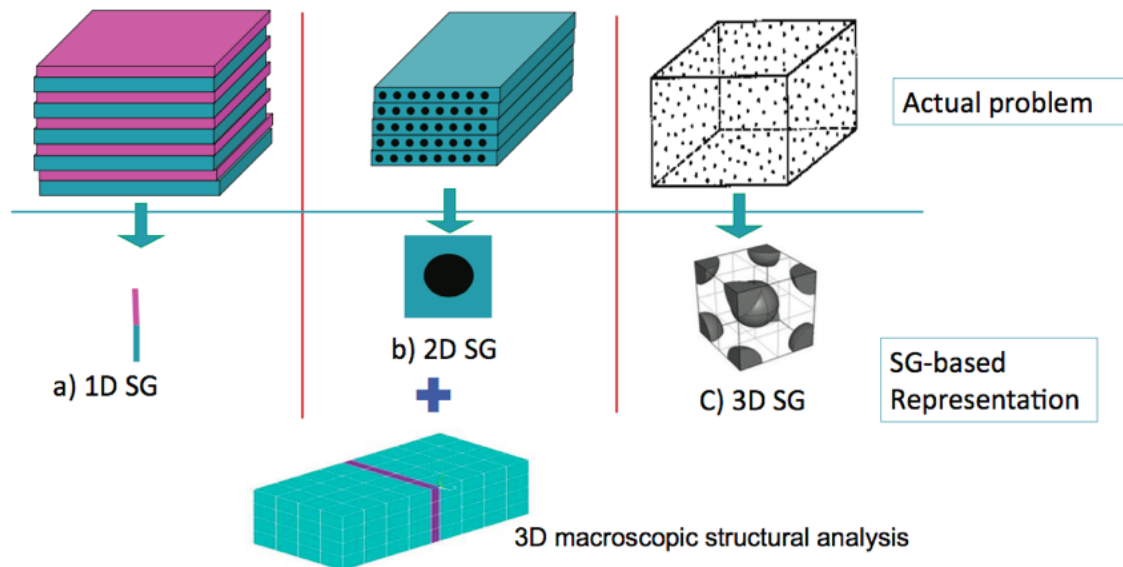 Actual problem
a) 1D SG
b) 2D SG
C) 3D SG
SG-based
Representation
3D macroscopic structural analysis